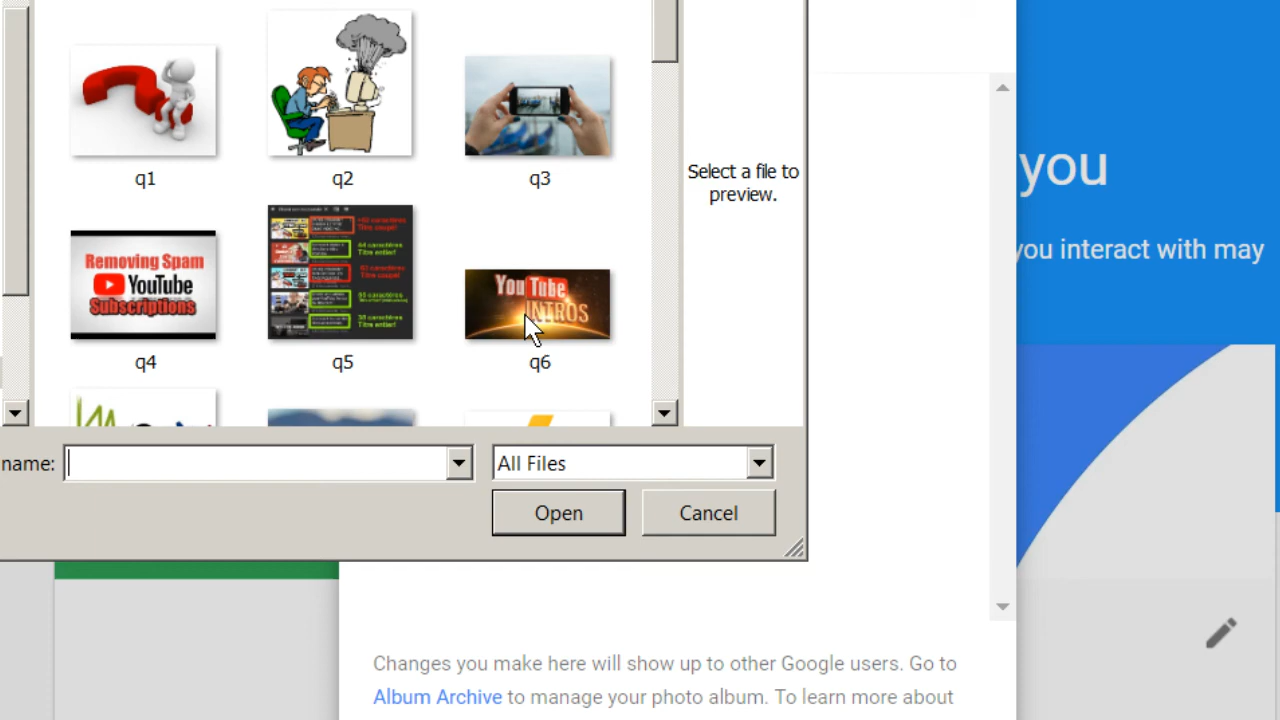 q1
q2
q3
Select a file to
preview.
you
you interact with may
Removing Spam
YouTube
Subscriptions
YouTube
INTROS
q4
q5
q6
name:
All Files
Open
Cancel
Changes you make here will show up to other Google users. Go to
Album Archive to manage your photo album. To learn more about